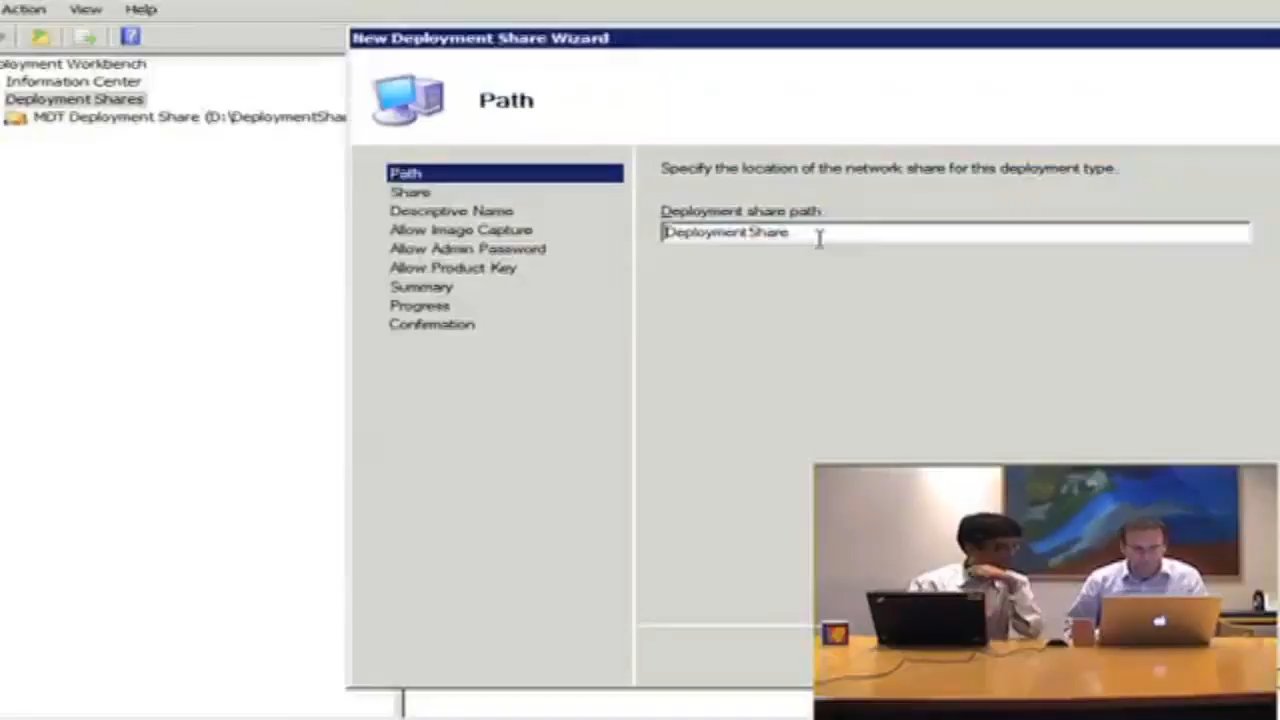 Action View Help
New Deployment Share Wizard
ployment Workbench
Information Center
Deployment Shares
MDT Deployment Share (D:\DeploymentSha
Path
Path
Share
Descriptive Name
Allow Image Capture
Allow Admin Password
Allow Product Key
Summary
Progress
Confirmation
Specify the location of the network share for this deployment type.
Deployment share path:
DeploymentShare